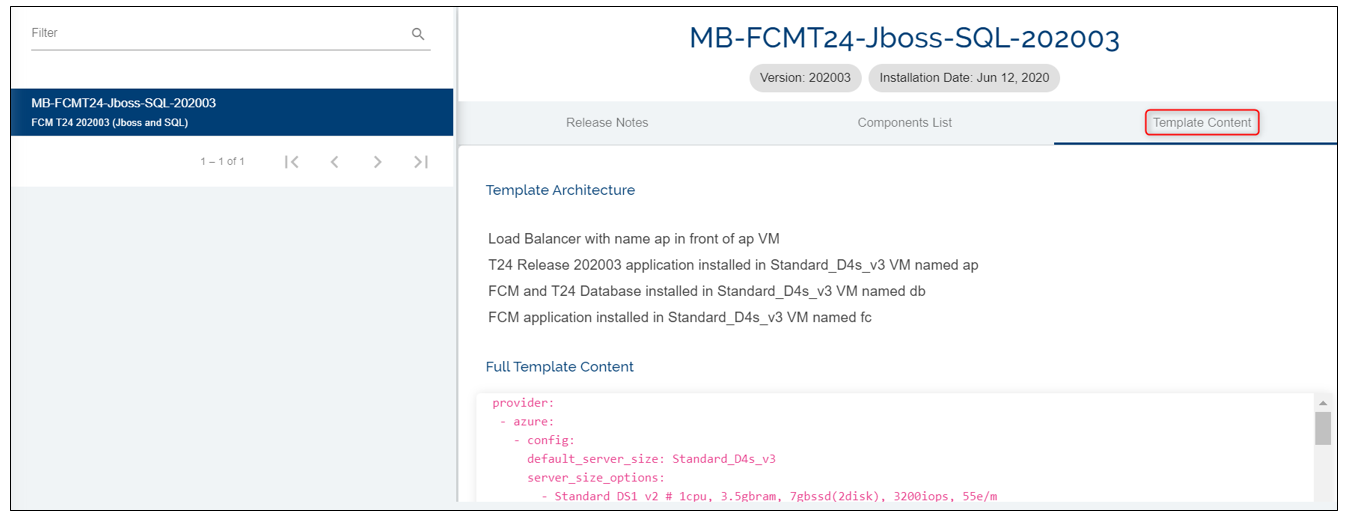 Filter
MB-FCMT24-Jboss-SQL-202003
FCM T24 202003 (Jboss and SQL)
1 – 1 of 1
MB-FCMT24-Jboss-SQL-202003
Version: 202003
Installation Date: Jun 12, 2020
Release Notes
Components List
Template Content
Template Architecture
Load Balancer with name ap in front of ap VM
T24 Release 202003 application installed in Standard_D4s_v3 VM named ap
FCM and T24 Database installed in Standard_D4s_v3 VM named db
FCM application installed in Standard_D4s_v3 VM named fc
Full Template Content
provider:
- azure:
- config:
default_server_size: Standard_D4s_v3
server_size_options:
- Standard_DS1_v2 # 1cpu, 3.5gbram, 7gbssd(2disk), 3200iops, 55e/m